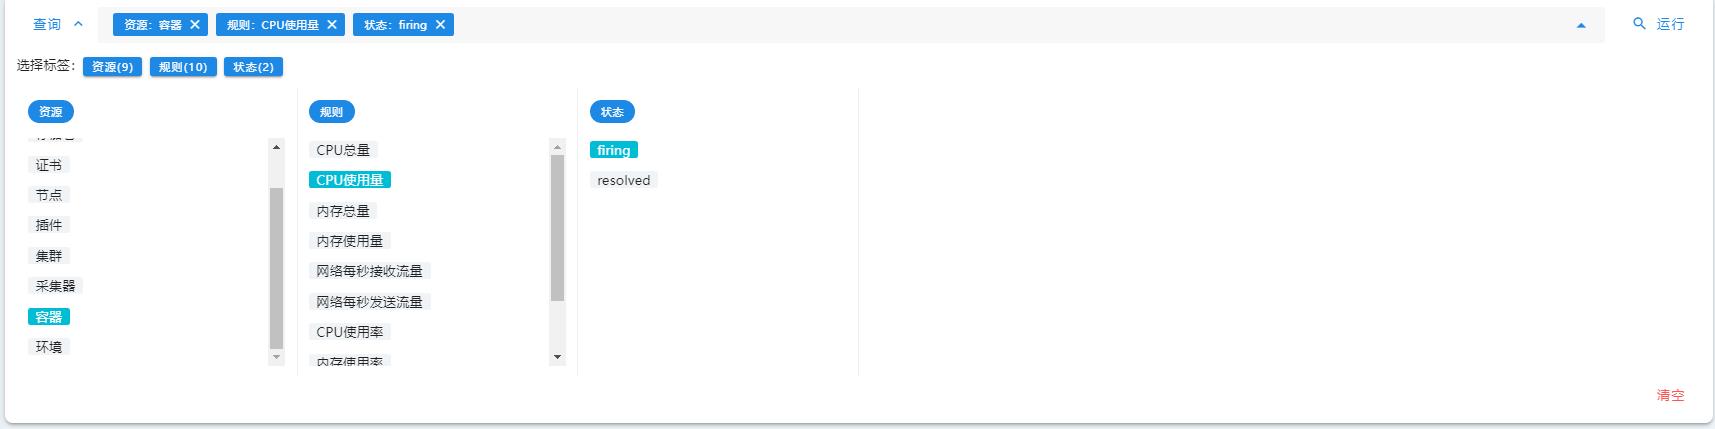 查询 资源：容器 规则：CPU使用量 状态：firing 运行
选择标签： 资源(9) 规则(10) 状态(2)
资源
证书
节点
插件
集群
采集器
容器
环境
规则
CPU总量
CPU使用量
内存总量
内存使用量
网络每秒接收流量
网络每秒发送流量
CPU使用率
内存使用率
状态
firing
resolved
清空